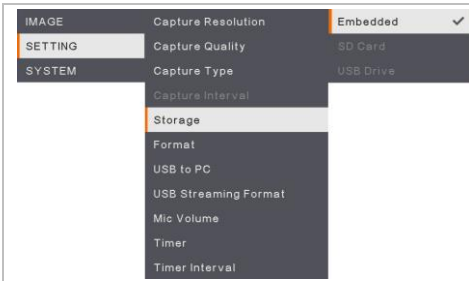 IMAGE
SETTING
SYSTEM
Capture Resolution
Capture Quality
Capture Type
Capture Interval
Storage
Format
USB to PC
USB Streaming Format
Mic Volume
Timer
Timer Interval
Embedded
SD Card
USB Drive